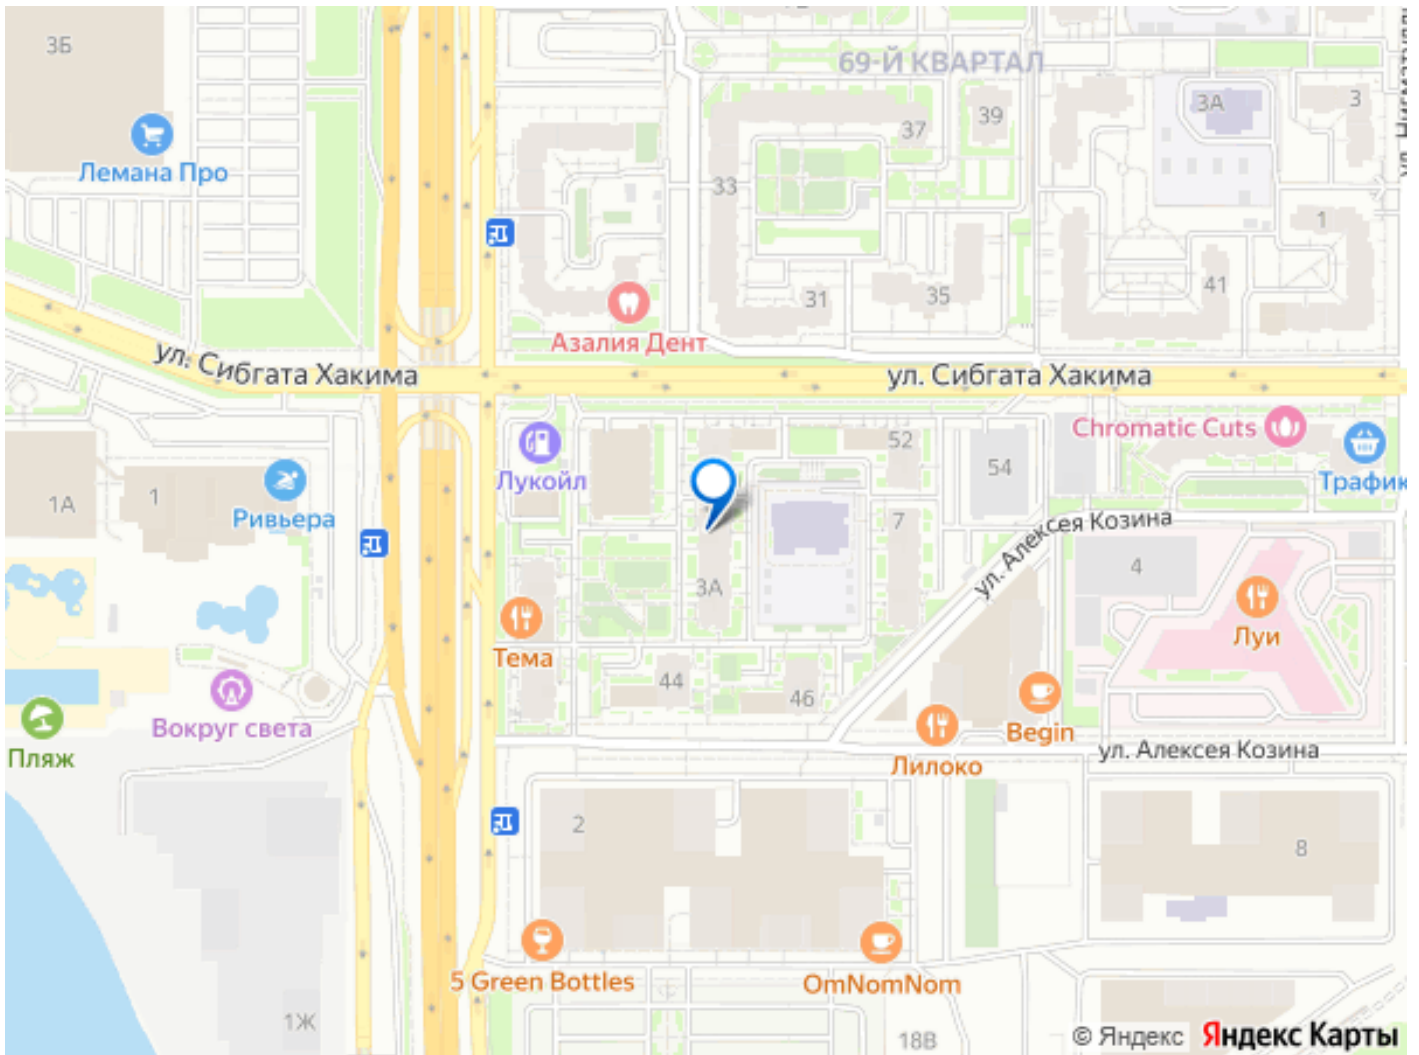 3Б
69-Й КВАРТАЛ
3А
3
39
37
Лемана Про
33
1
41
35
31
Азалия Дент
ул. Сибгата Хакима
ул. Сибгата Хакима
Chromatic Cuts
52
54
Лукойл
Трафик
1А
1
Ривьера
7
ул. Алексея Козина
4
3А
Луи
Тема
44
46
Вокруг света
Begin
Пляж
Лилоко
ул. Алексея Козина
2
8
5 Green Bottles
OmNomNom
1Ж
18В
© Яндекс Яндекс Карты